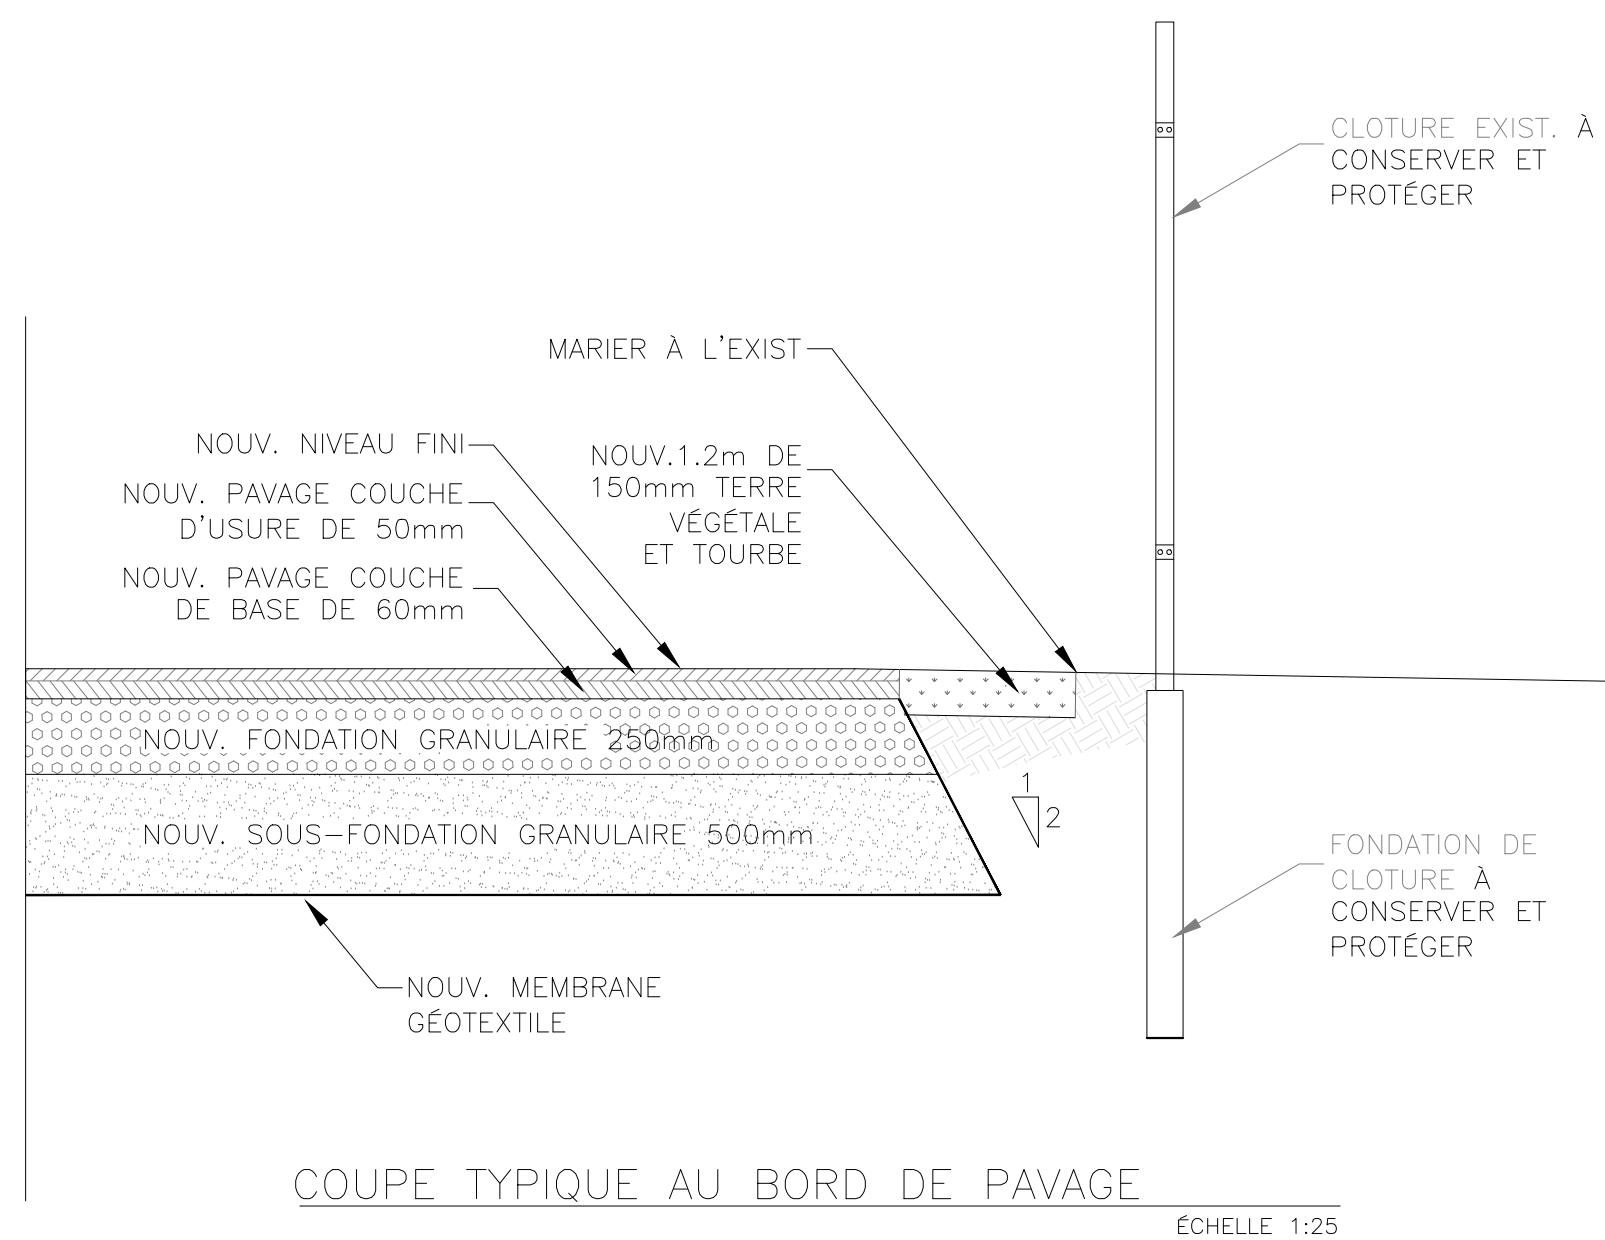 CLOTURE EXIST. À
CONSERVER ET
PROTÉGER
MARIER À L'EXIST
NOUV. NIVEAU FINI
NOUV. PAVAGE COUCHE
D'USURE DE 50mm
NOUV. PAVAGE COUCHE
DE BASE DE 60mm
NOUV.1.2m DE
150mm TERRE
VÉGÉTALE
ET TOURBE
NOUV. FONDATION GRANULAIRE 250mm
NOUV. SOUS-FONDATION GRANULAIRE 500mm
1
2
FONDATION DE
CLOTURE À
CONSERVER ET
PROTÉGER
NOUV. MEMBRANE
GÉOTEXTILE
COUPE TYPIQUE AU BORD DE PAVAGE
ÉCHELLE 1:25